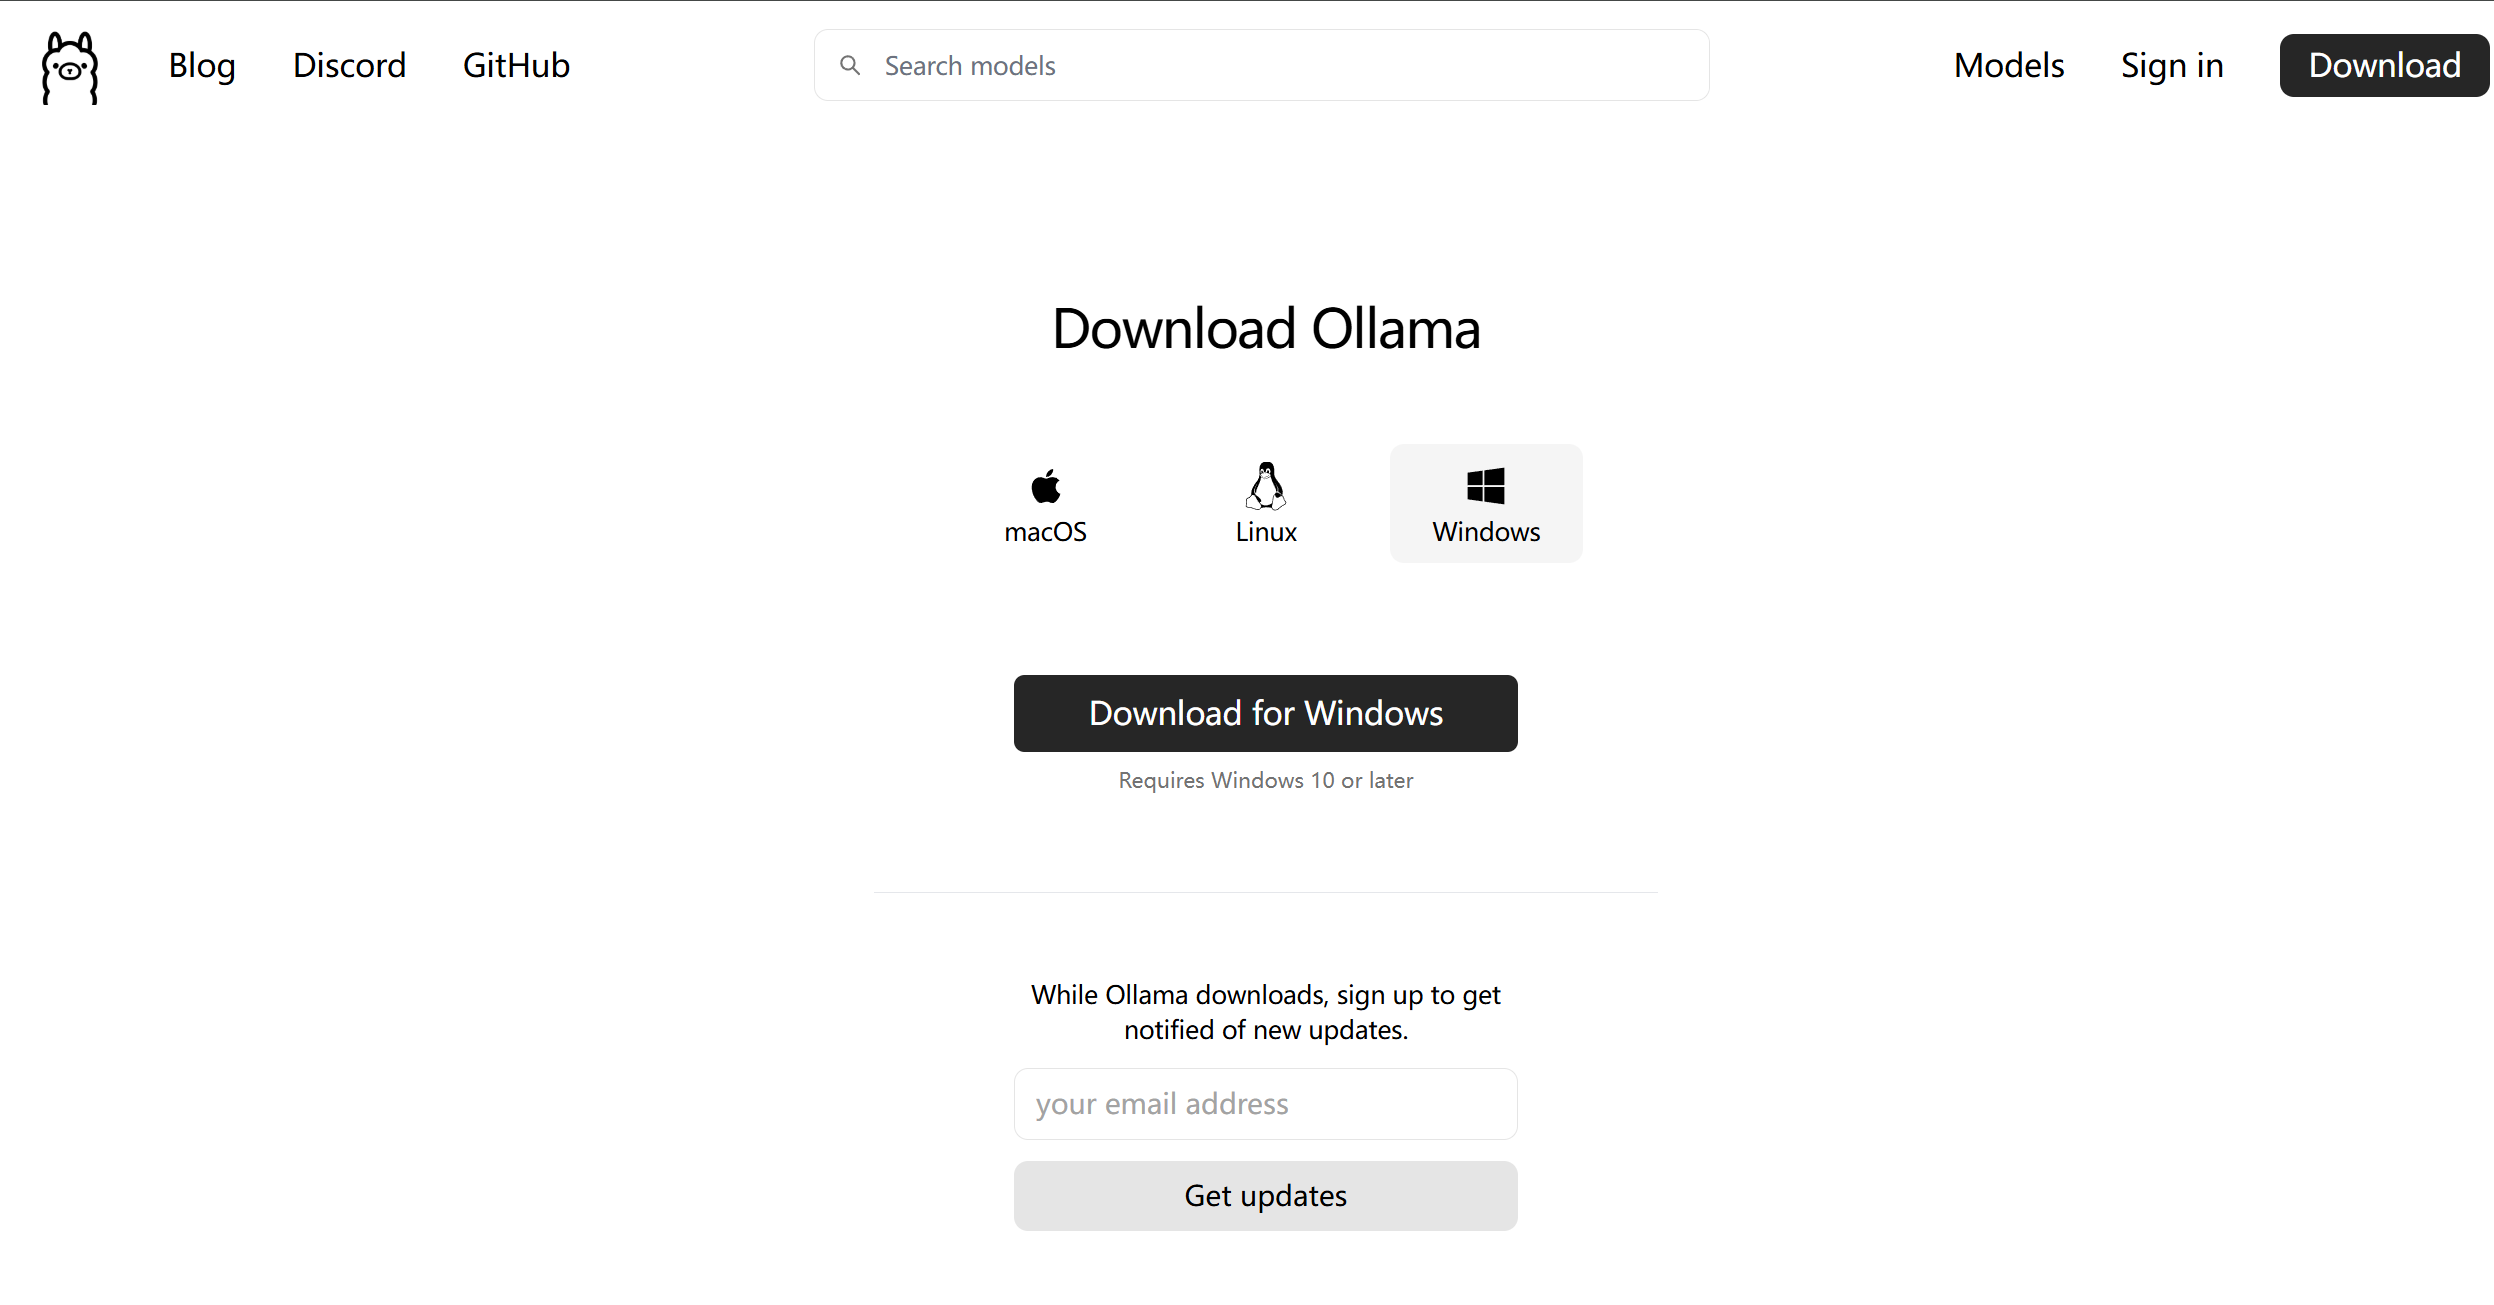 Blog Discord GitHub Search models Models Sign in Download
Download Ollama
macOS Linux Windows
Download for Windows
Requires Windows 10 or later
While Ollama downloads, sign up to get
notified of new updates.
your email address
Get updates